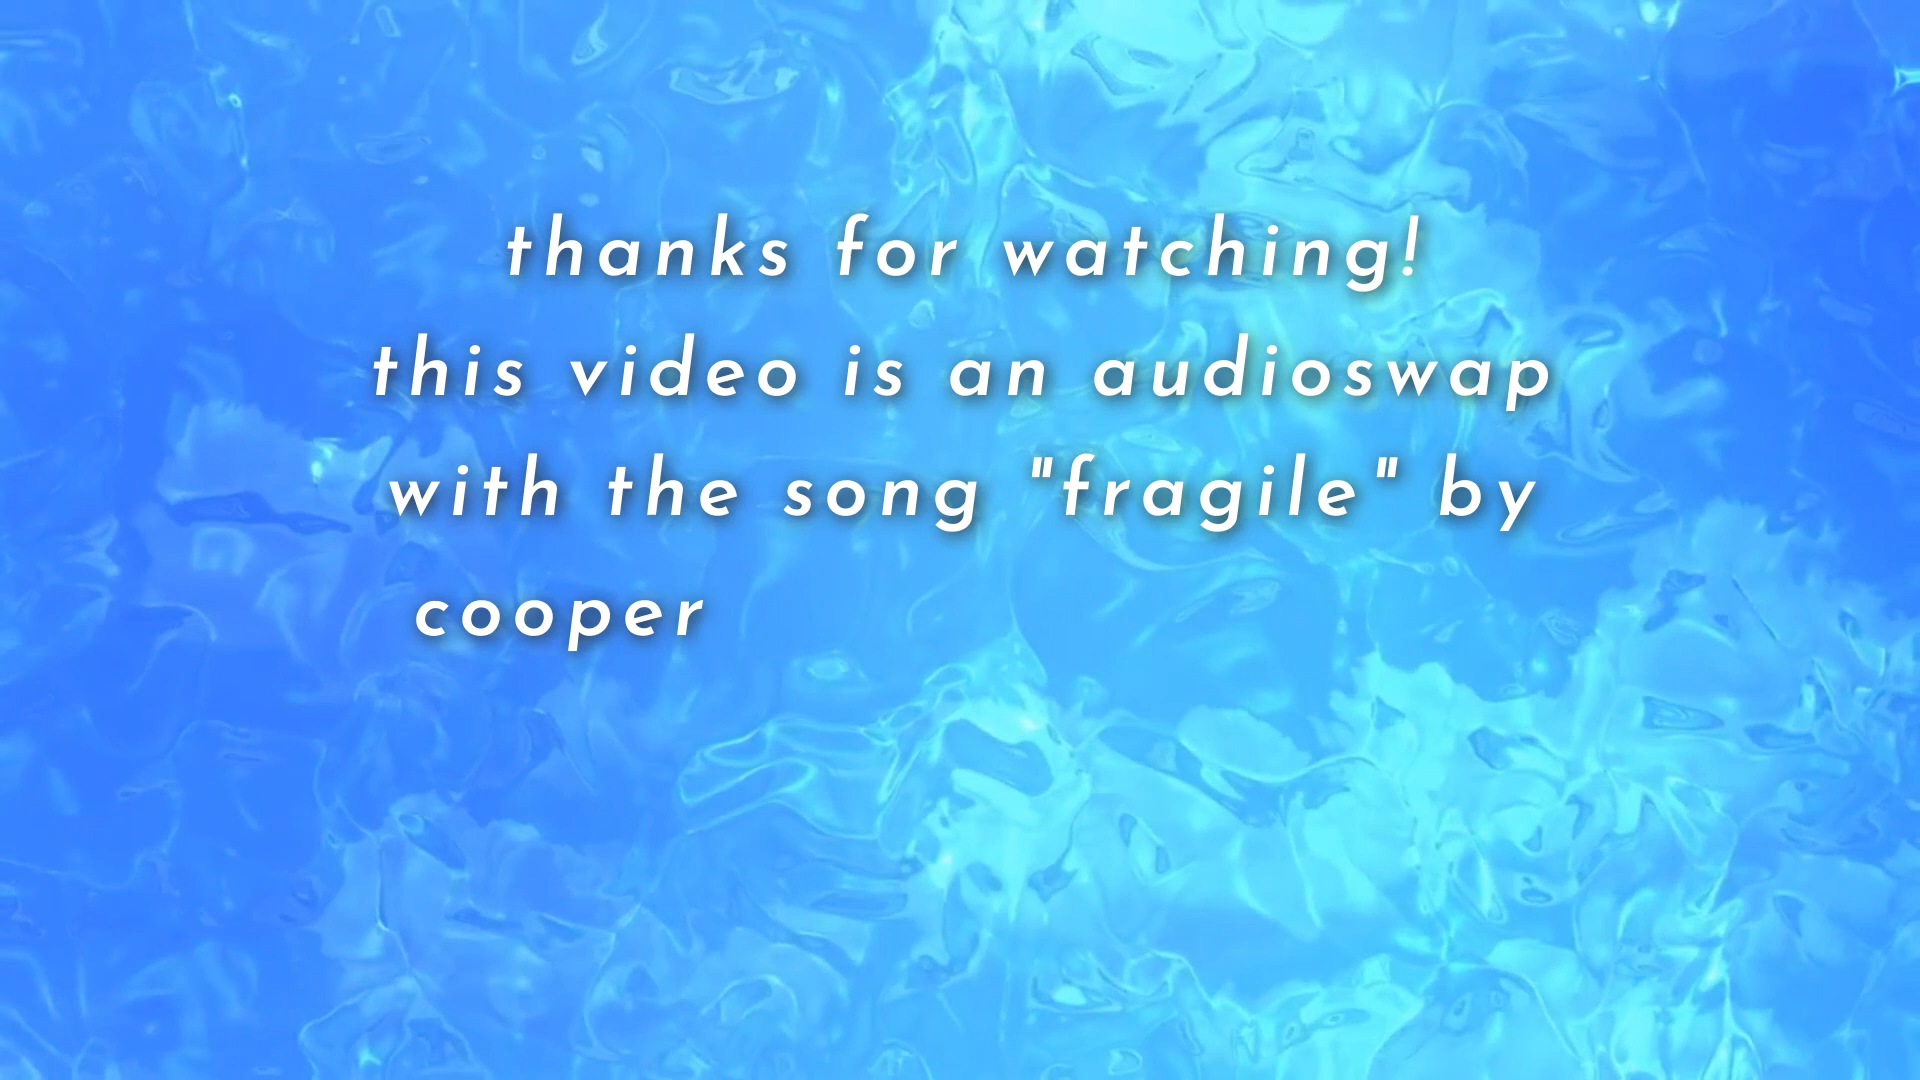 thanks for watching!
this video is an audioswap
with the song "fragile" by
cooper